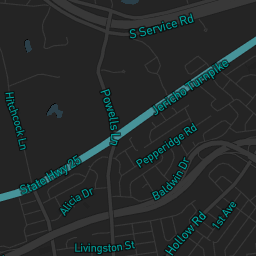 S Service Rd
Jericho Turnpike
Powells Ln
Hitchcock Ln
Pepperidge Rd
State Hwy 25
Baldwin Dr
Alicia Dr
1st Ave
Hollow Rd
Livingston St